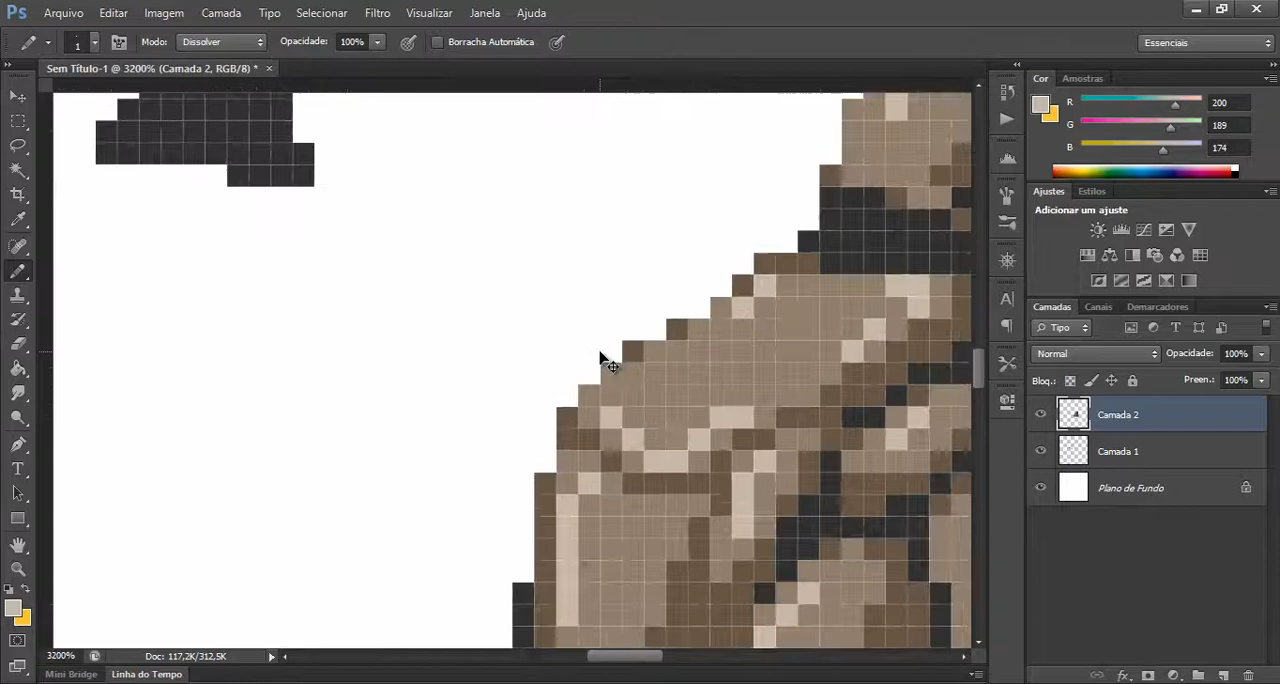 Ps Arquivo Editar Imagem Camada Tipo Selecionar Filtro Visualizar Janela Ajuda
1 Modo: Dissolver Opacidade: 100% Borracha Automática Essenciais
Sem Título-1 @ 3200% (Camada 2, RGB/8) * ×
Cor Amostras
R 200
G 189
B 174
Ajustes Estilos
Adicionar um ajuste
Camadas Canais Demarcadores
Tipo
Normal Opacidade: 100%
Bloq.: Preen.: 100%
Camada 2
Camada 1
Plano de Fundo
3200% Doc: 117,2K/312,5K
Mini Bridge Linha do Tempo